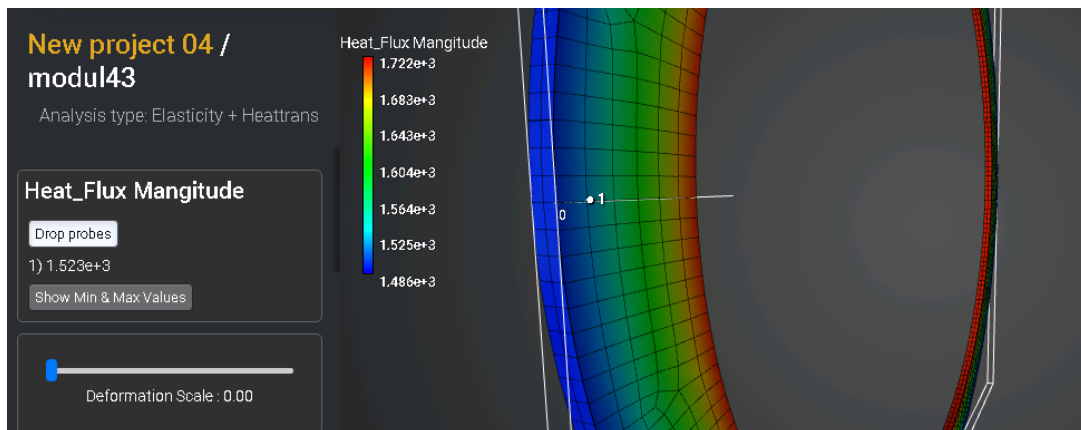 New project 04 /
modul43
Analysis type: Elasticity + Heattrans
Heat_Flux Mangitude
Drop probes
1) 1.523e+3
Show Min & Max Values
Deformation Scale : 0.00
Heat_Flux Mangitude
1.722e+3
1.683e+3
1.643e+3
1.604e+3
1.564e+3
1.525e+3
1.486e+3
1
0